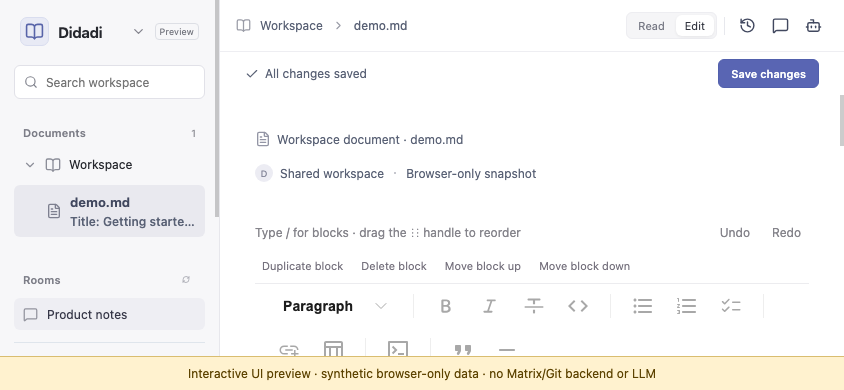 Didadi
Preview
Search workspace
Documents 1
Workspace
demo.md
Title: Getting starte...
Rooms
Product notes
Workspace > demo.md
Read Edit
All changes saved
Save changes
Workspace document · demo.md
D Shared workspace · Browser-only snapshot
Type / for blocks · drag the ⁝⁝ handle to reorder
Undo Redo
Duplicate block Delete block Move block up Move block down
Paragraph B I T
Interactive UI preview · synthetic browser-only data · no Matrix/Git backend or LLM